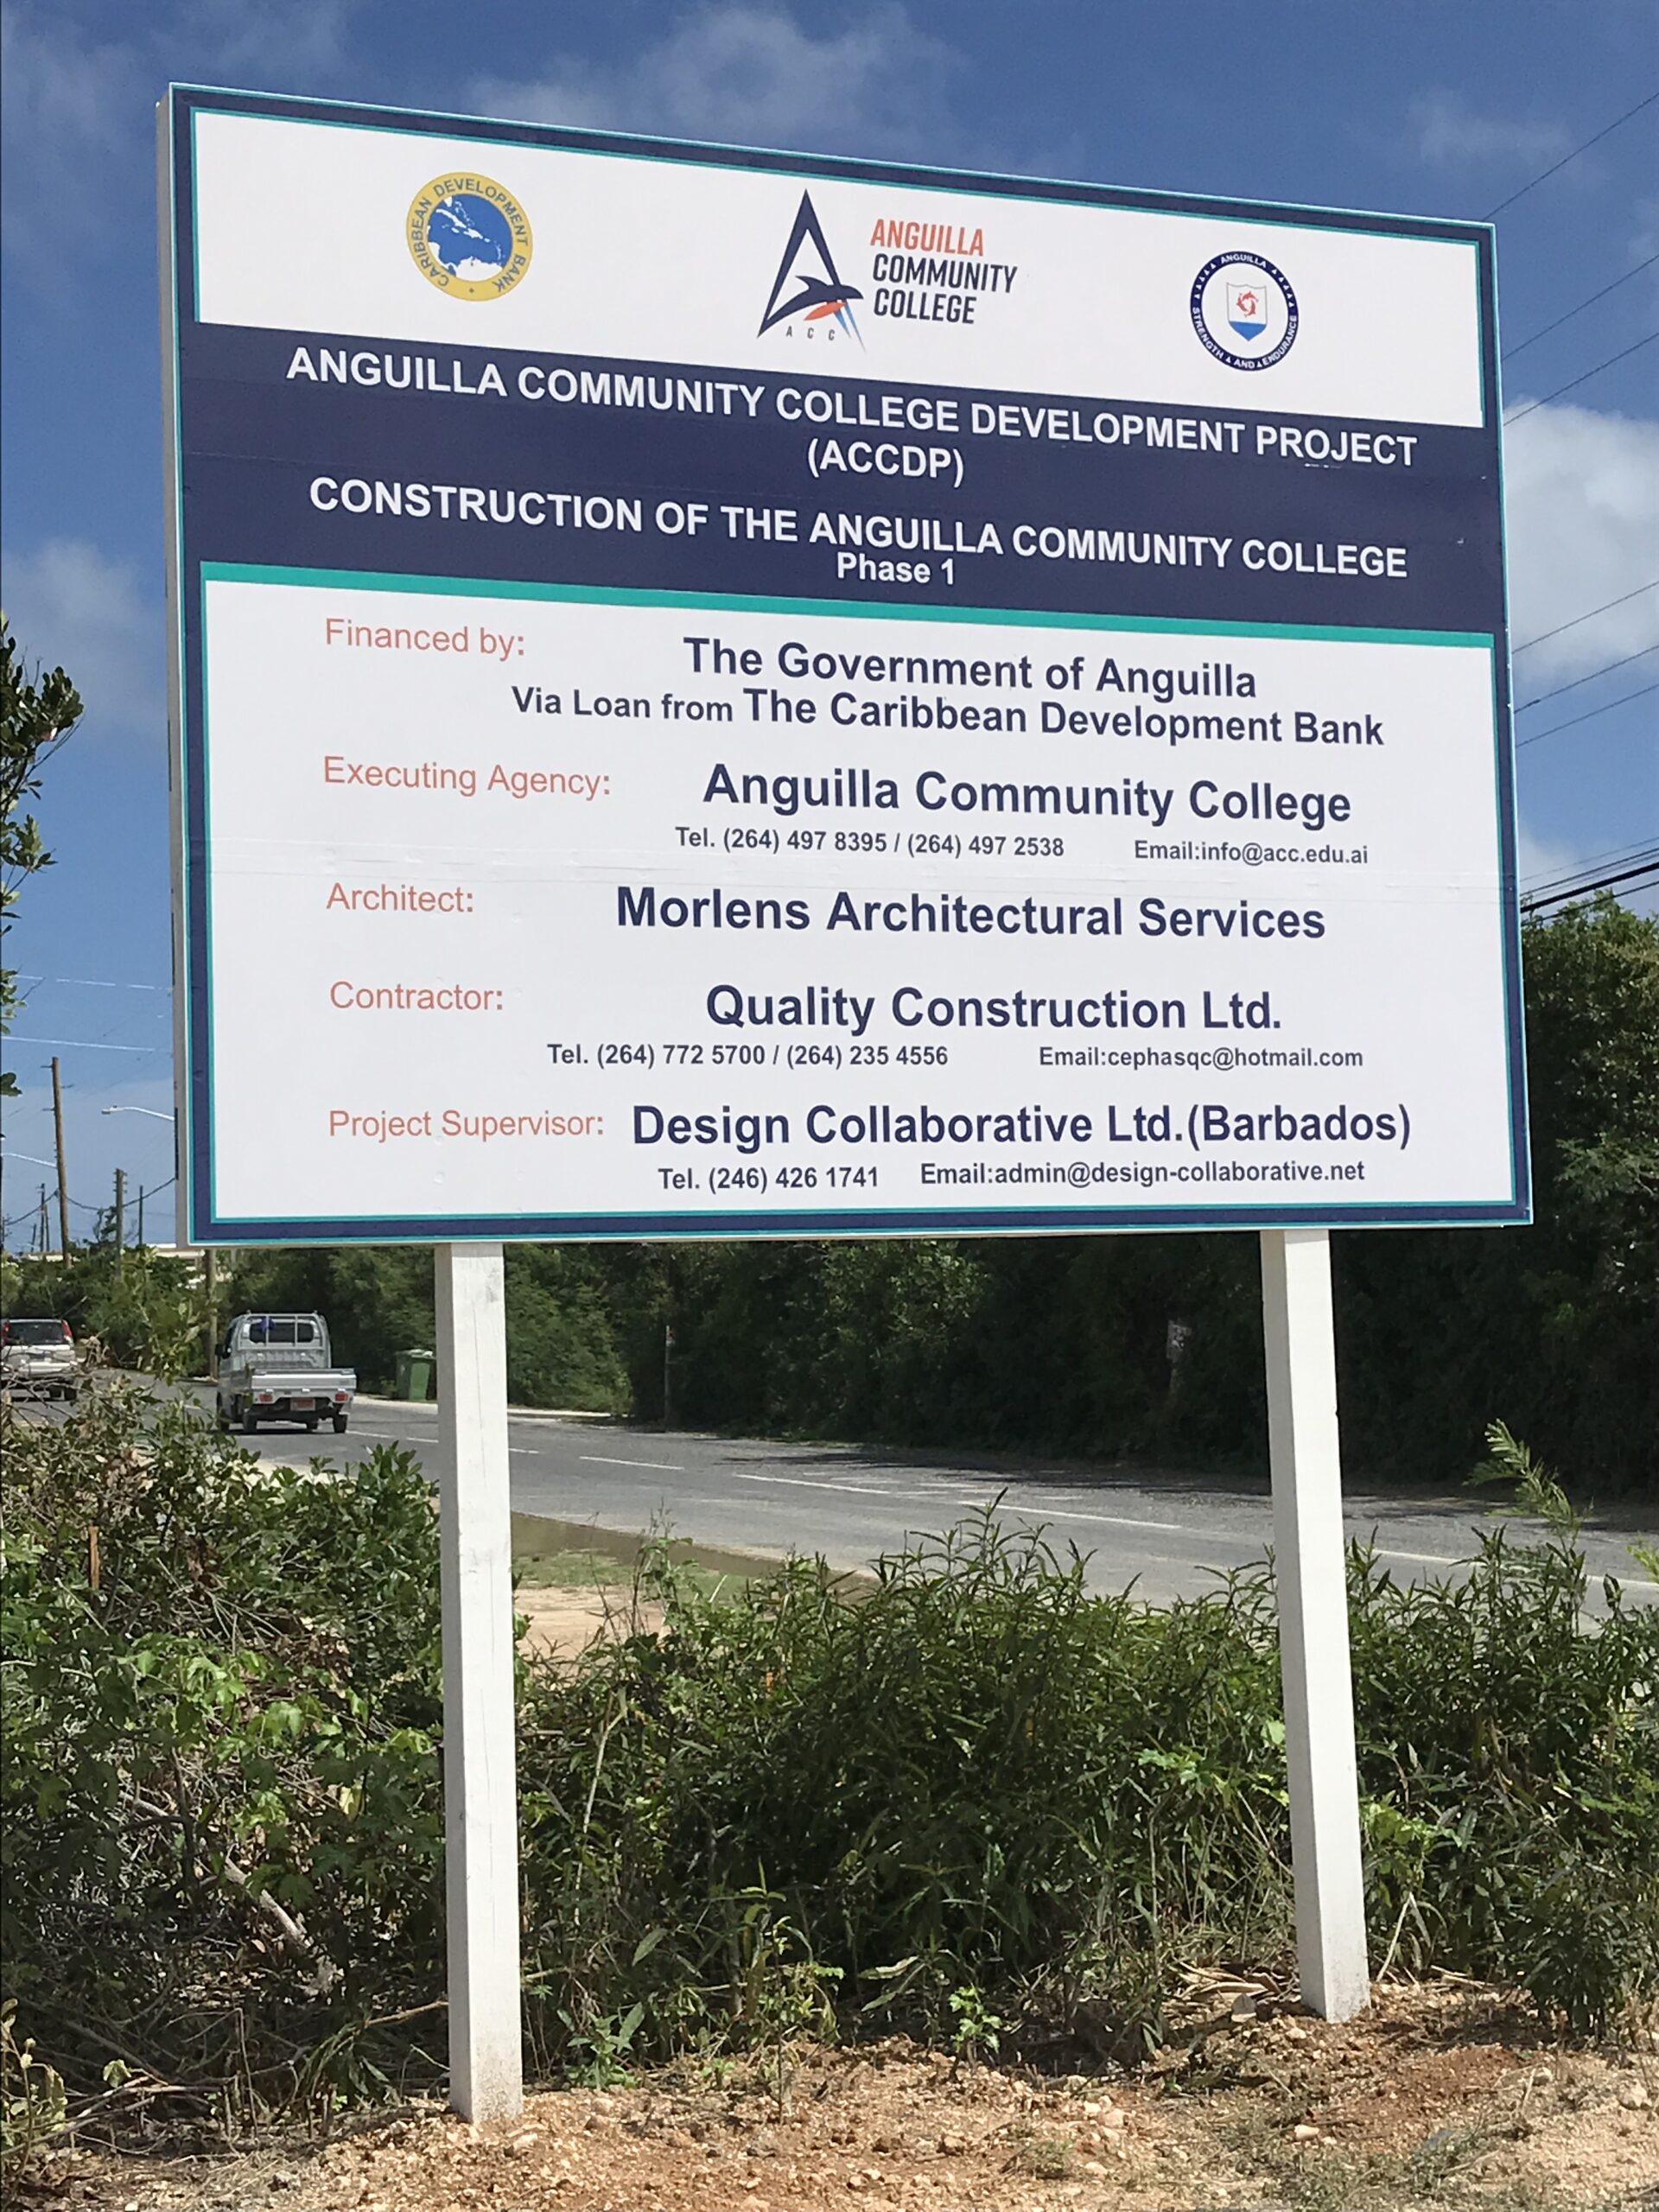 CARIBBEAN DEVELOPMENT BANK
ACC
ANGUILLA
COMMUNITY
COLLEGE
ANGUILLA
STRENGTH AND ENDURANCE
ANGUILLA COMMUNITY COLLEGE DEVELOPMENT PROJECT
(ACCDP)
CONSTRUCTION OF THE ANGUILLA COMMUNITY COLLEGE
Phase 1
Financed by: The Government of Anguilla
Via Loan from The Caribbean Development Bank
Executing Agency: Anguilla Community College
Tel. (264) 497 8395 / (264) 497 2538 Email:info@acc.edu.ai
Architect: Morlens Architectural Services
Contractor: Quality Construction Ltd.
Tel. (264) 772 5700 / (264) 235 4556 Email:cephasqc@hotmail.com
Project Supervisor: Design Collaborative Ltd.(Barbados)
Tel. (246) 426 1741 Email:admin@design-collaborative.net